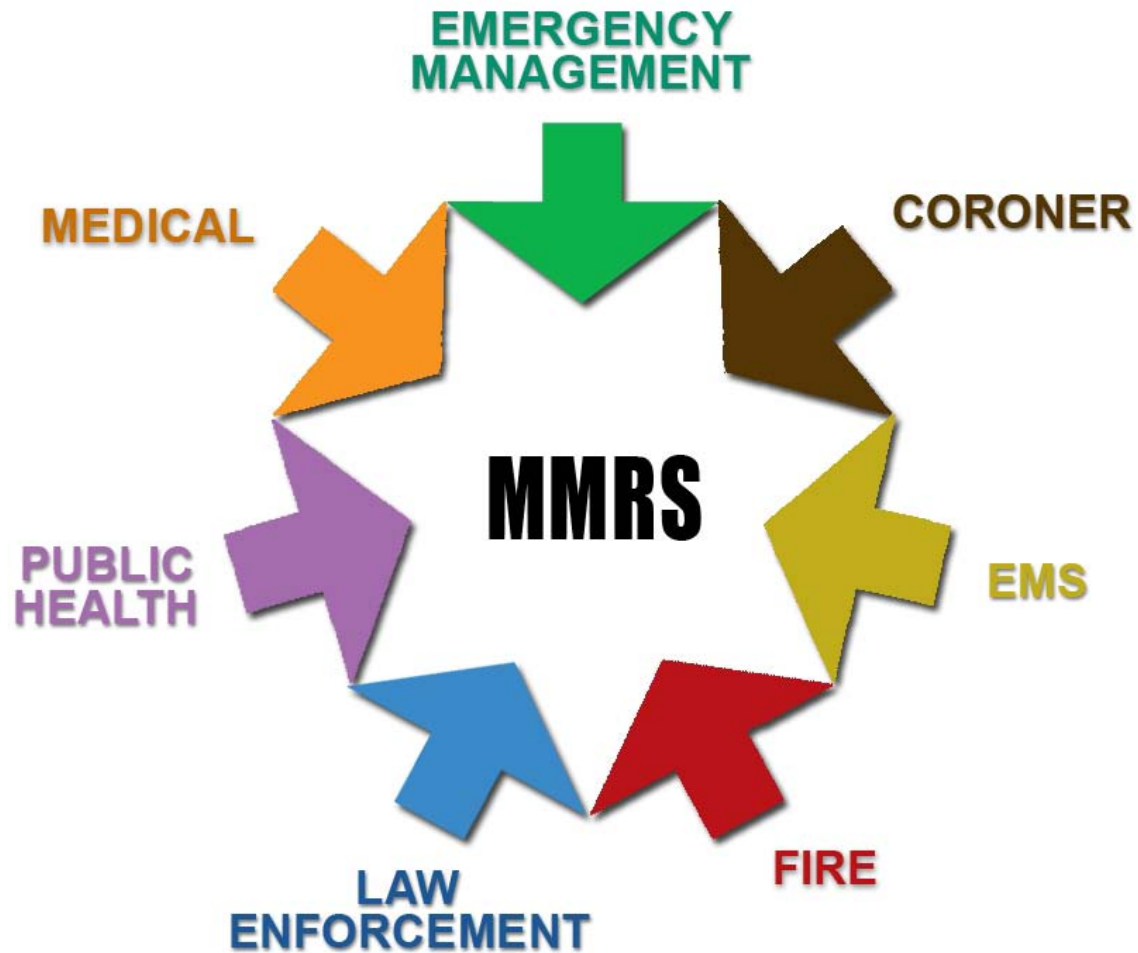 EMERGENCY
MANAGEMENT
MEDICAL
CORONER
MMRS
PUBLIC
HEALTH
EMS
FIRE
LAW
ENFORCEMENT